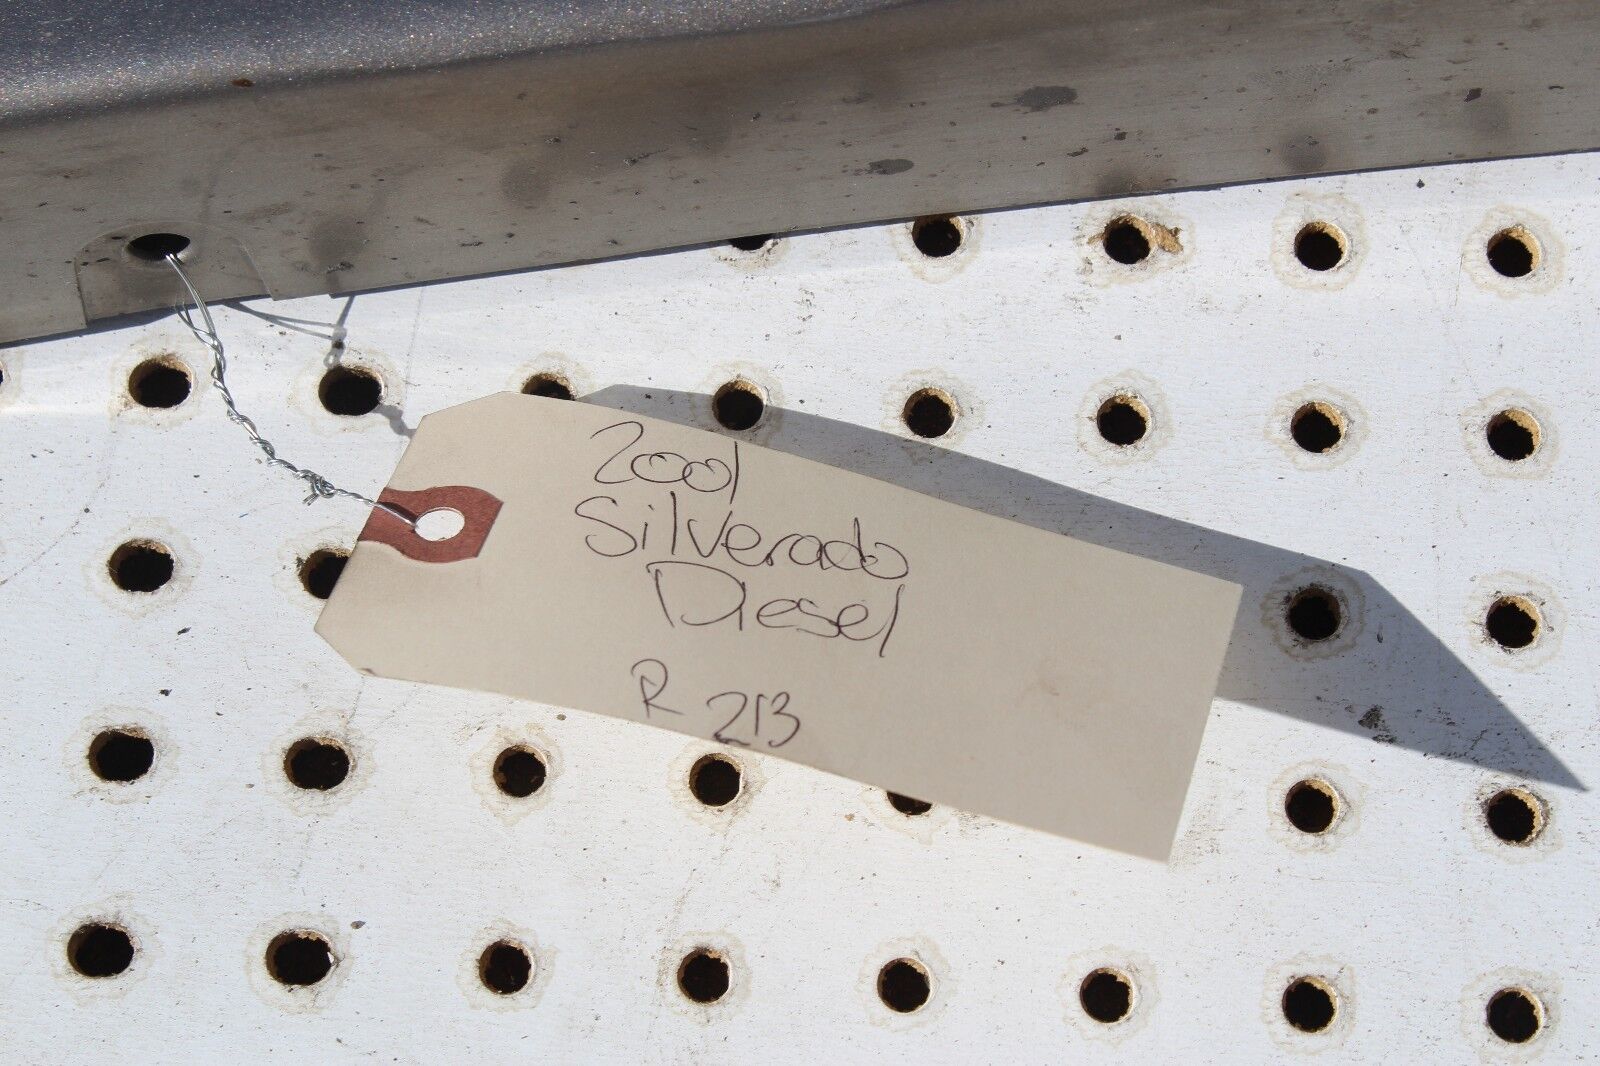 2001
Silverado
Diesel
R 213